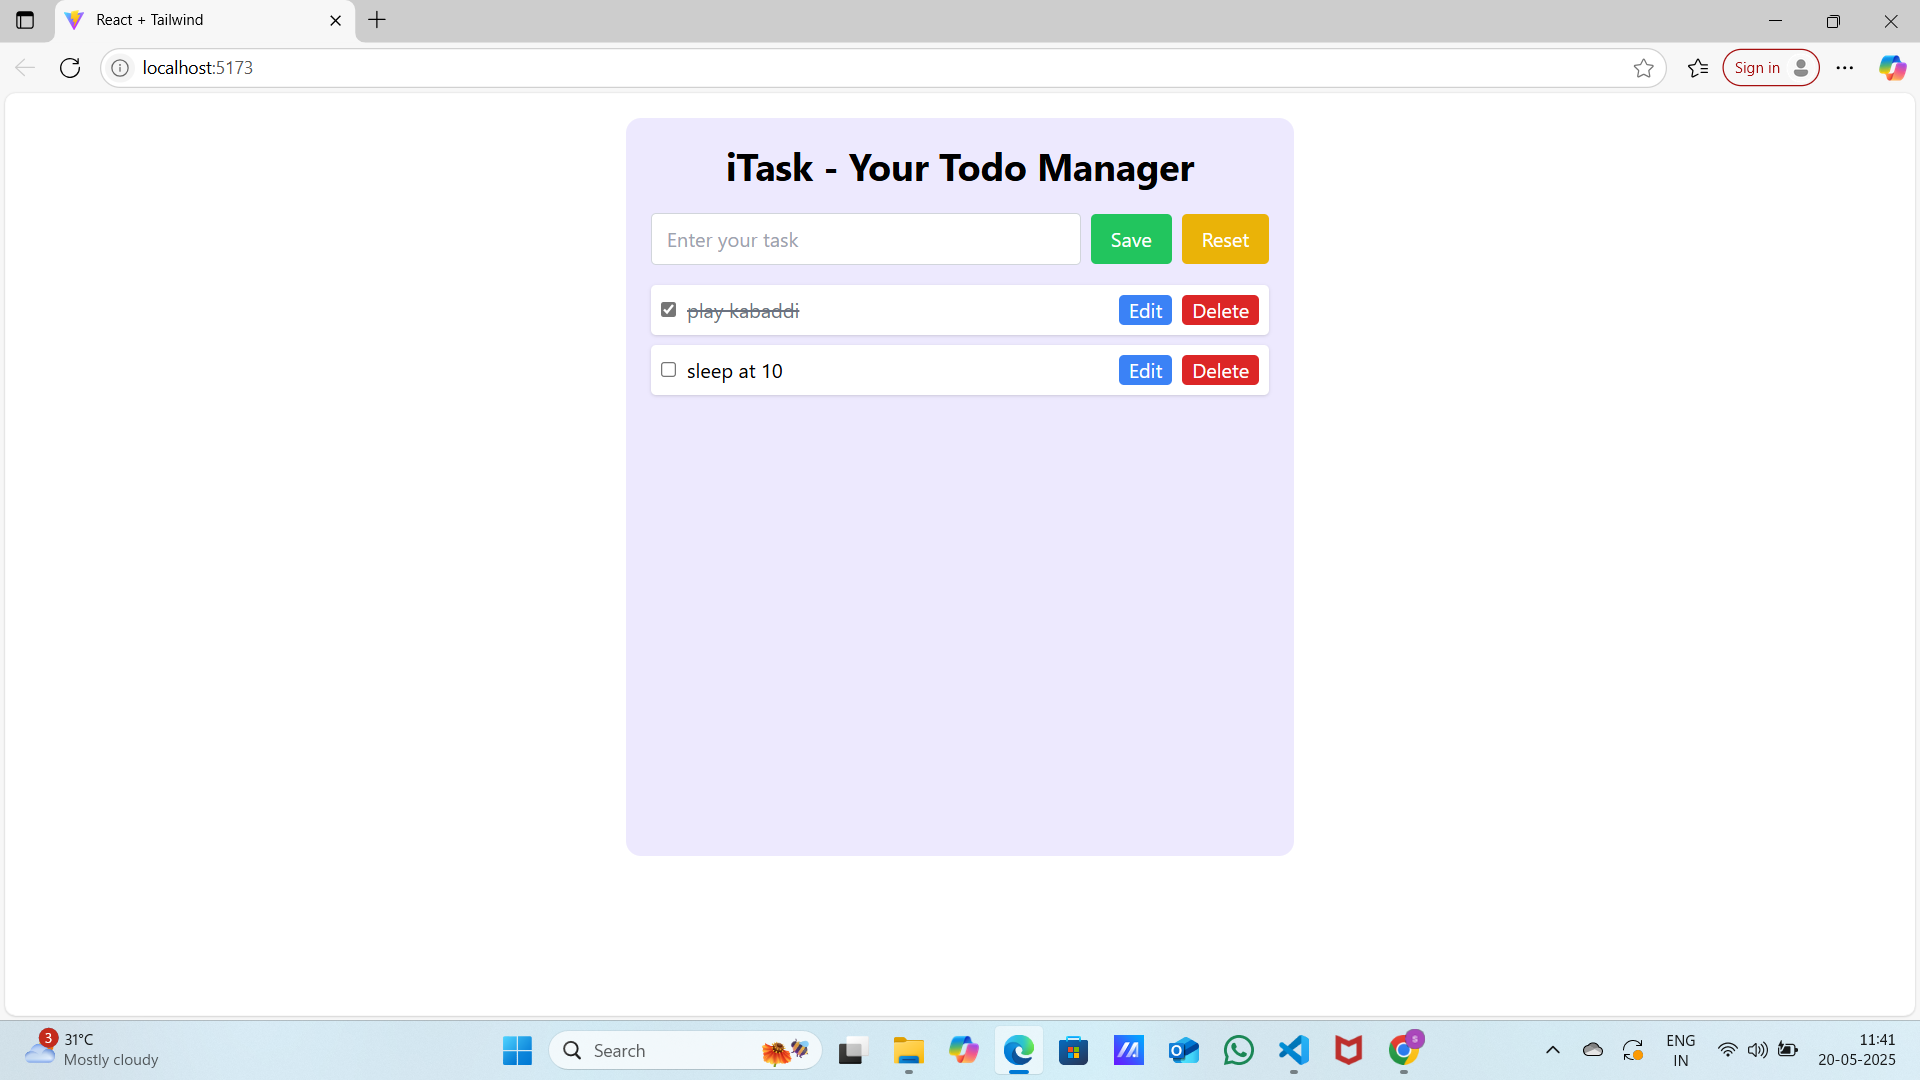 React + Tailwind
localhost:5173
Sign in
iTask - Your Todo Manager
Enter your task
Save
Reset
play kabaddi
Edit
Delete
sleep at 10
Edit
Delete
3
31°C
Mostly cloudy
Search
S
ENG
IN
11:41
20-05-2025